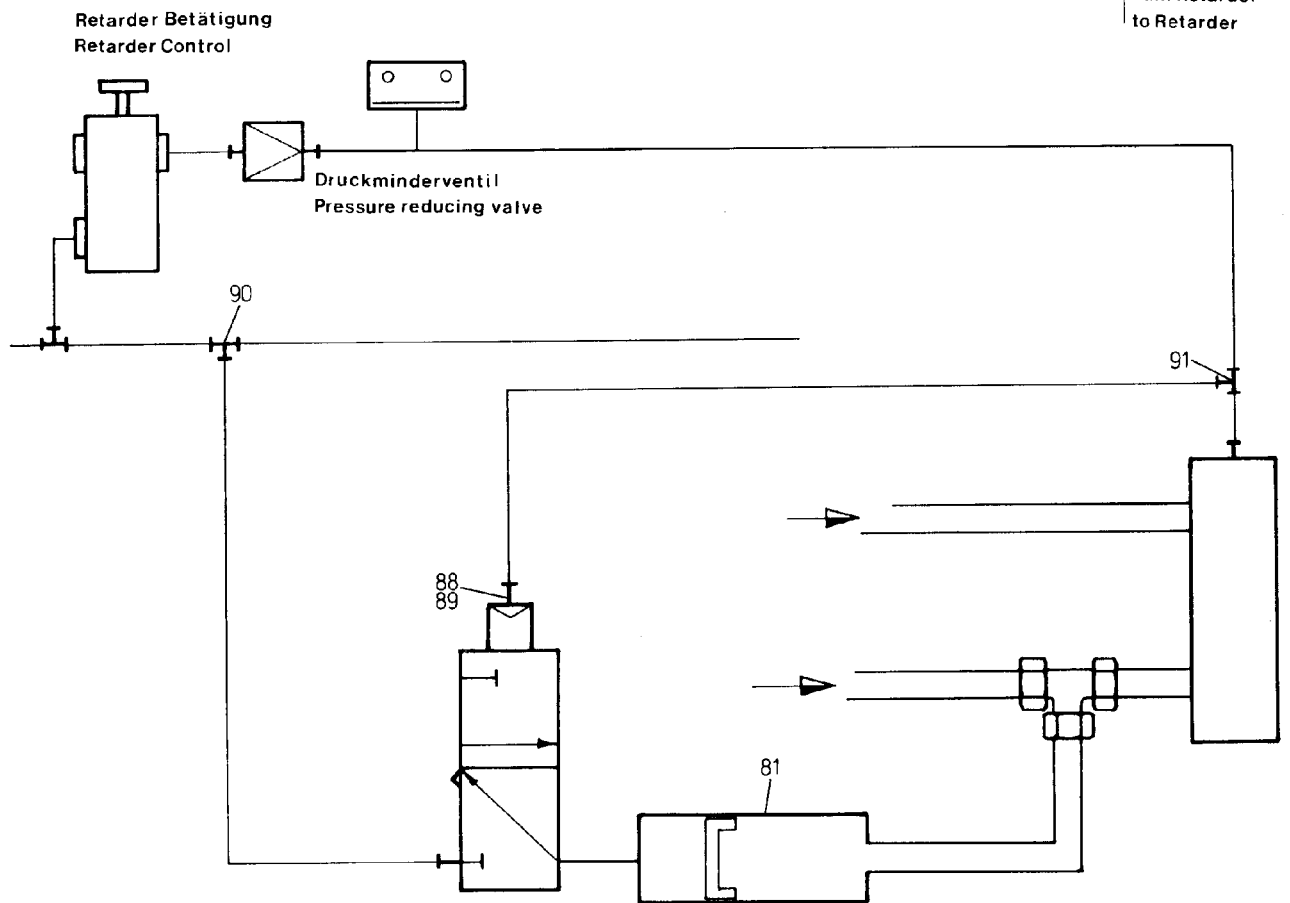 Retarder Betätigung
Retarder Control
to Retarder
Druckminderventil
Pressure reducing valve
90
91
88
89
81